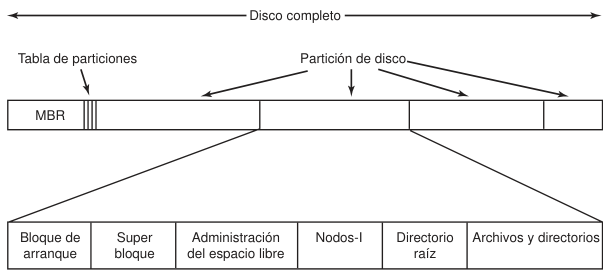 Disco completo
Tabla de particiones
Partición de disco
MBR
Bloque de
arranque
Super
bloque
Administración
del espacio libre
Nodos-I
Directorio
raíz
Archivos y directorios